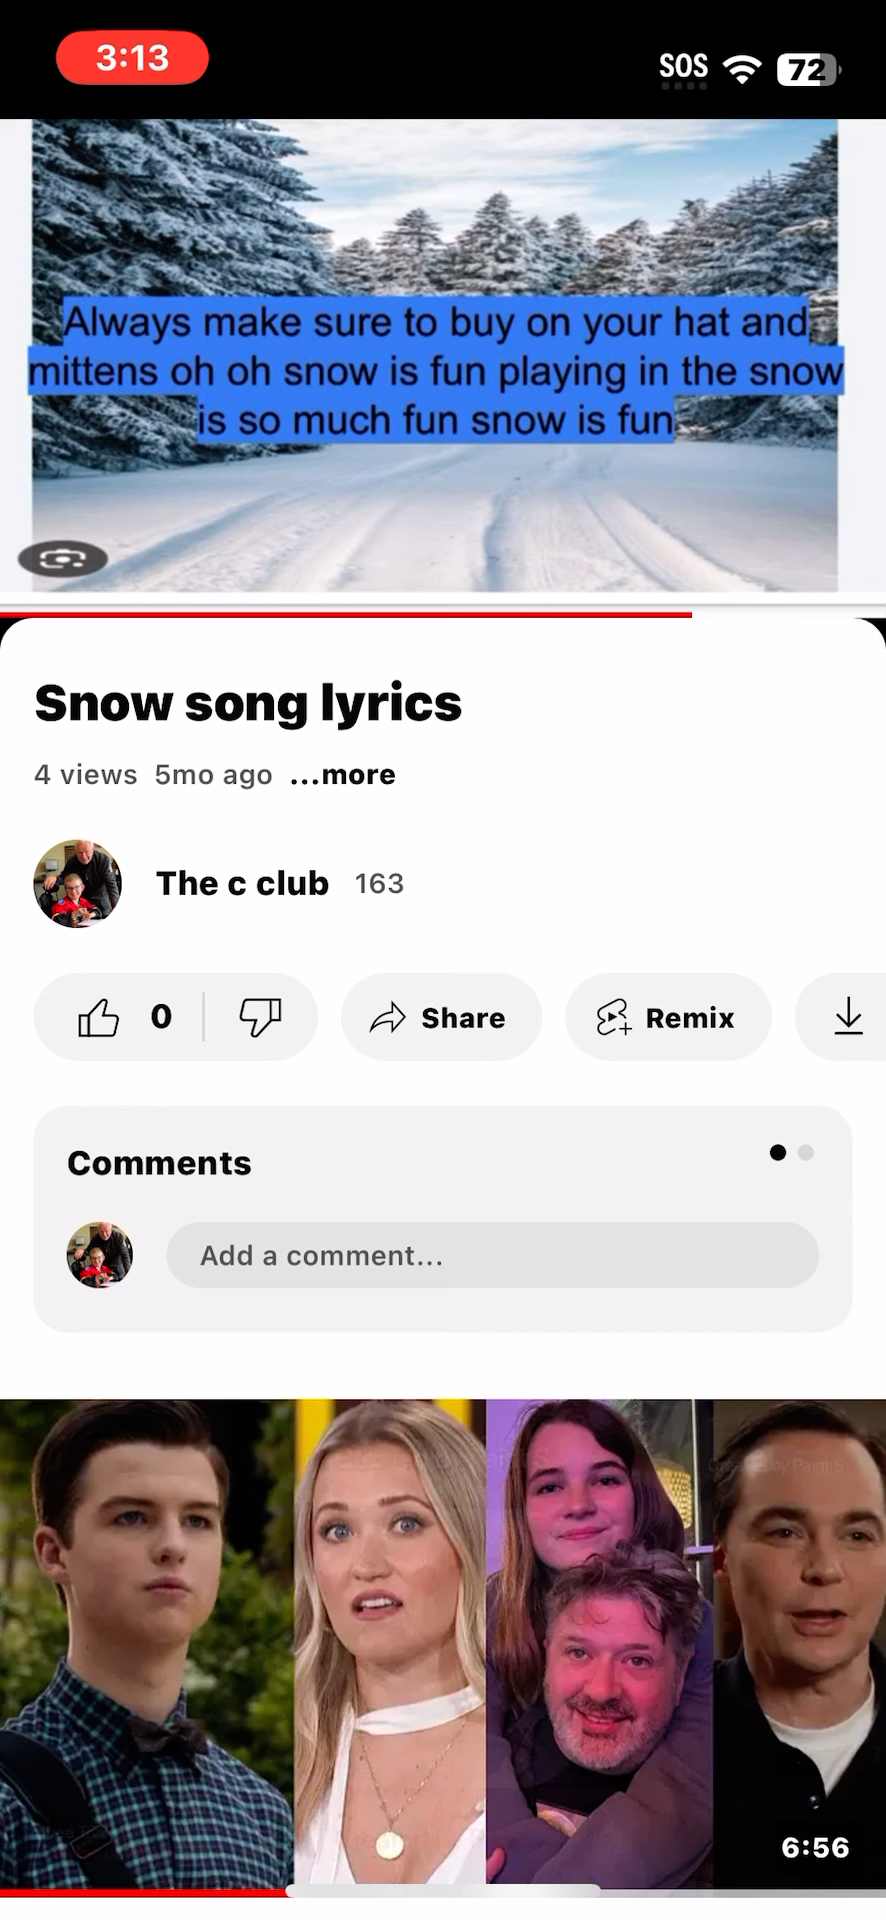 3:13
SOS
72
Always make sure to buy on your hat and
mittens oh oh snow is fun playing in the snow
is so much fun snow is fun
Snow song lyrics
4 views 5mo ago ...more
The c club 163
0
Share
Remix
Comments
Add a comment...
6:56